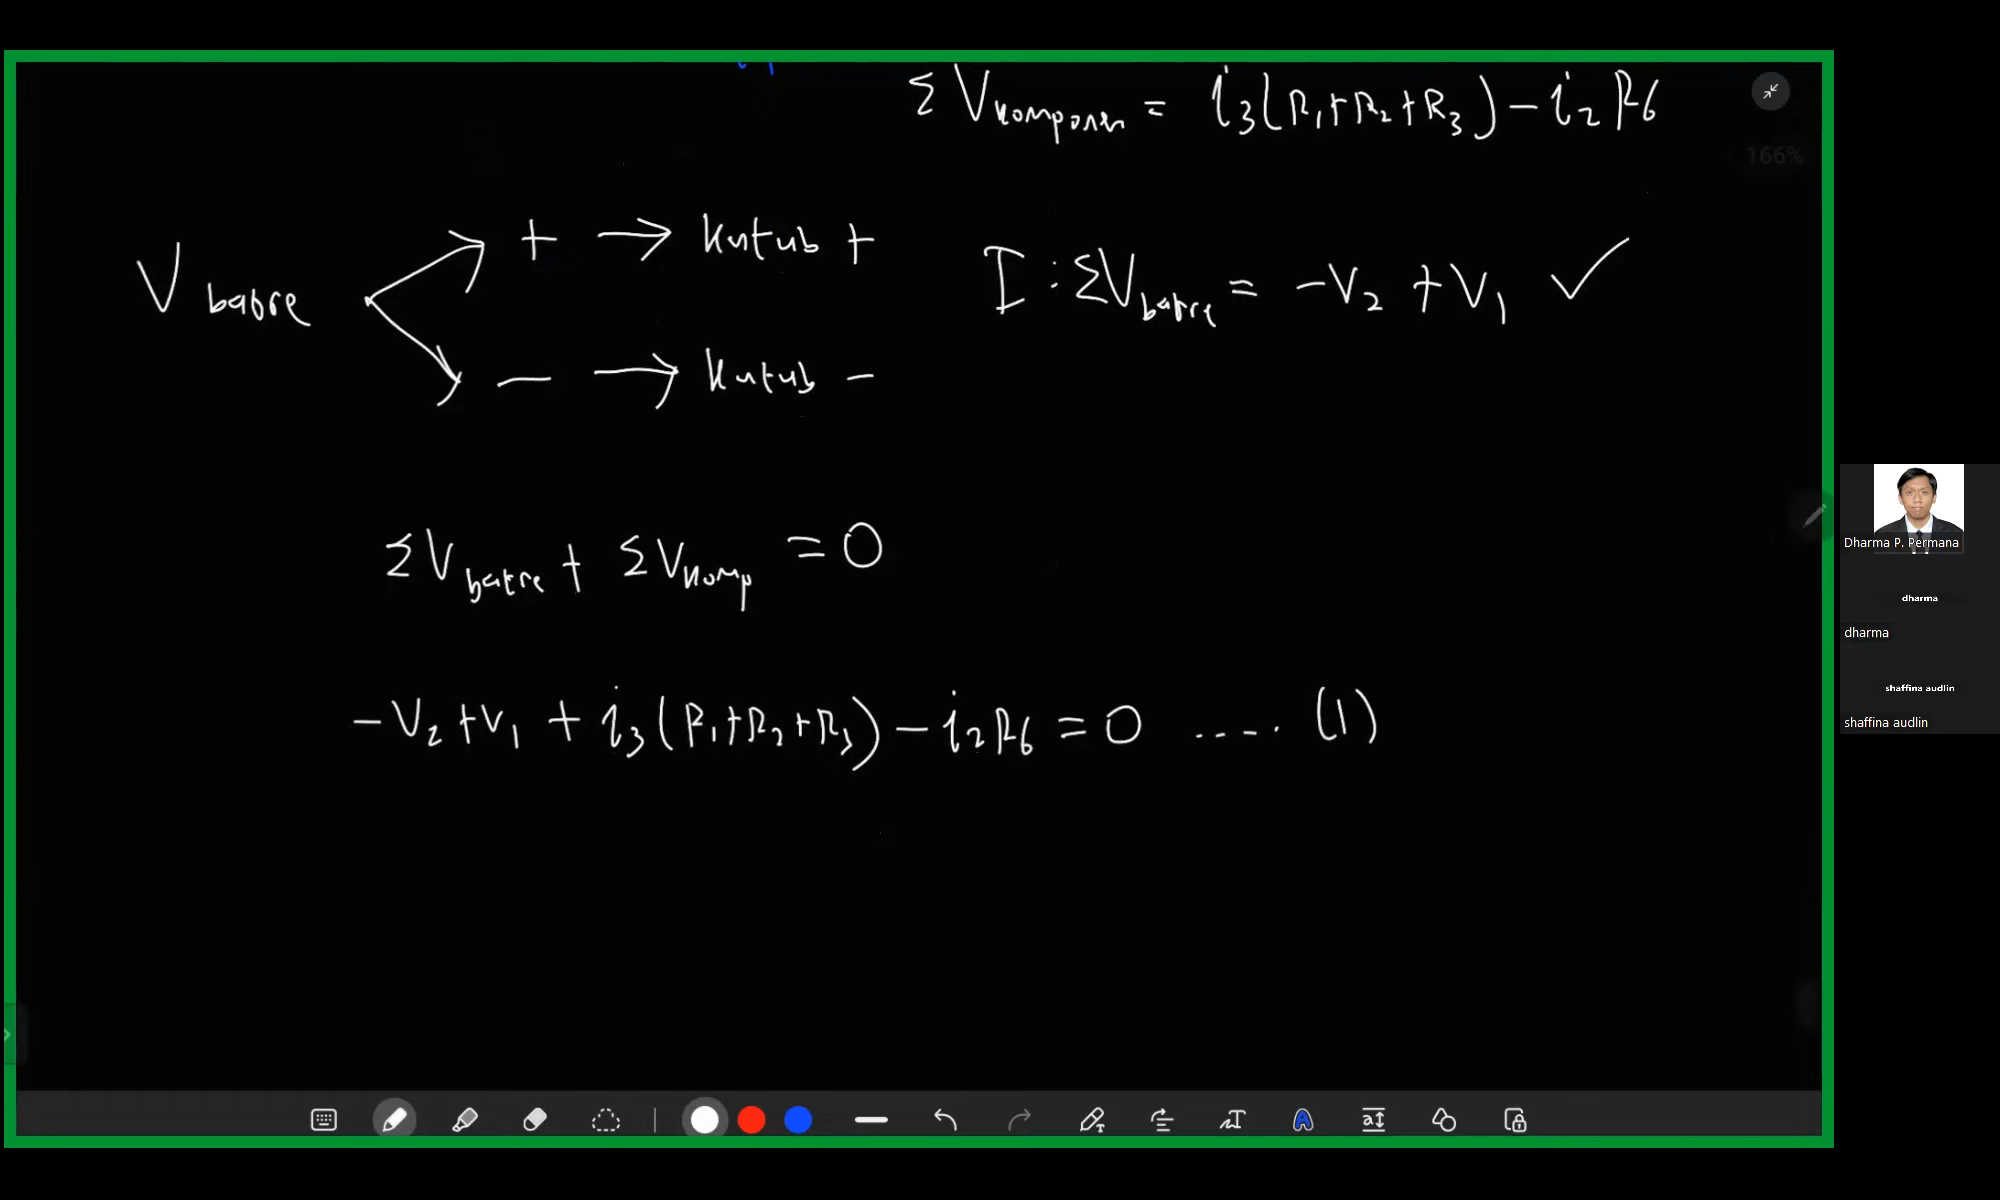 Σ V komponen = i₃(R₁+R₂+R₃) − i₂R₆
166%
V batre
+ → kutub +
− → kutub −
I : ΣV batre = −V₂ + V₁ ✓
ΣV batre + ΣV komp = 0
−V₂ + V₁ + i₃(R₁+R₂+R₃) − i₂R₆ = 0 ..... (1)
Dharma P. Permana
dharma
dharma
shaffina audlin
shaffina audlin